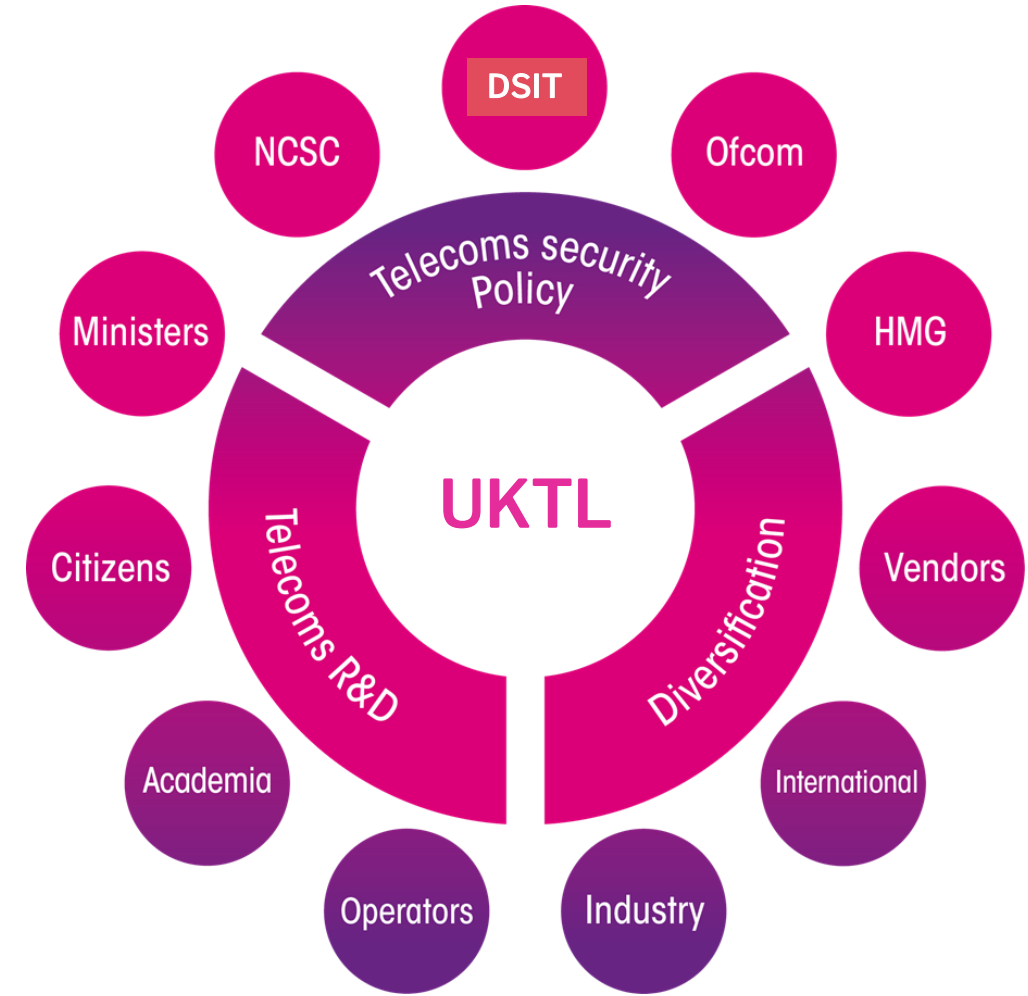 DSIT
NCSC
Ofcom
Telecoms security
Policy
Ministers
HMG
UKTL
Citizens
Telecoms R&D
Diversification
Vendors
Academia
International
Operators
Industry